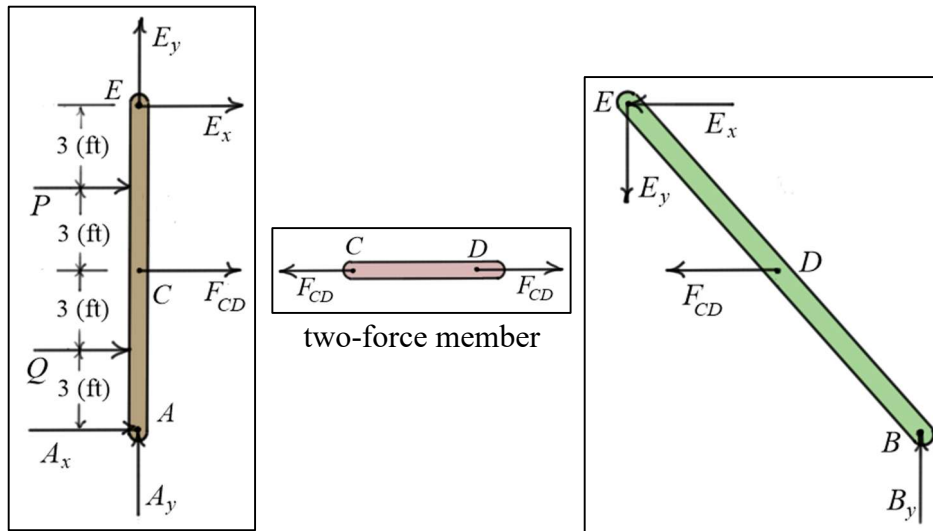 E_y
E
E_x
3 (ft)
P
3 (ft)
C
F_CD
3 (ft)
Q
3 (ft)
A
A_x
A_y
C
D
F_CD
F_CD
two-force member
E
E_x
E_y
D
F_CD
B
B_y